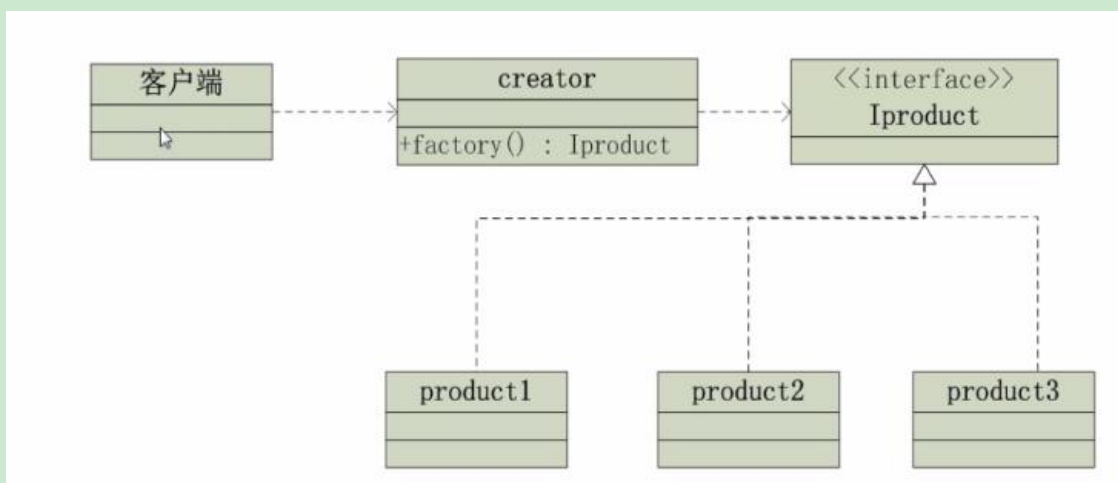 客户端
creator
+factory() : Iproduct
<<interface>>
Iproduct
product1
product2
product3